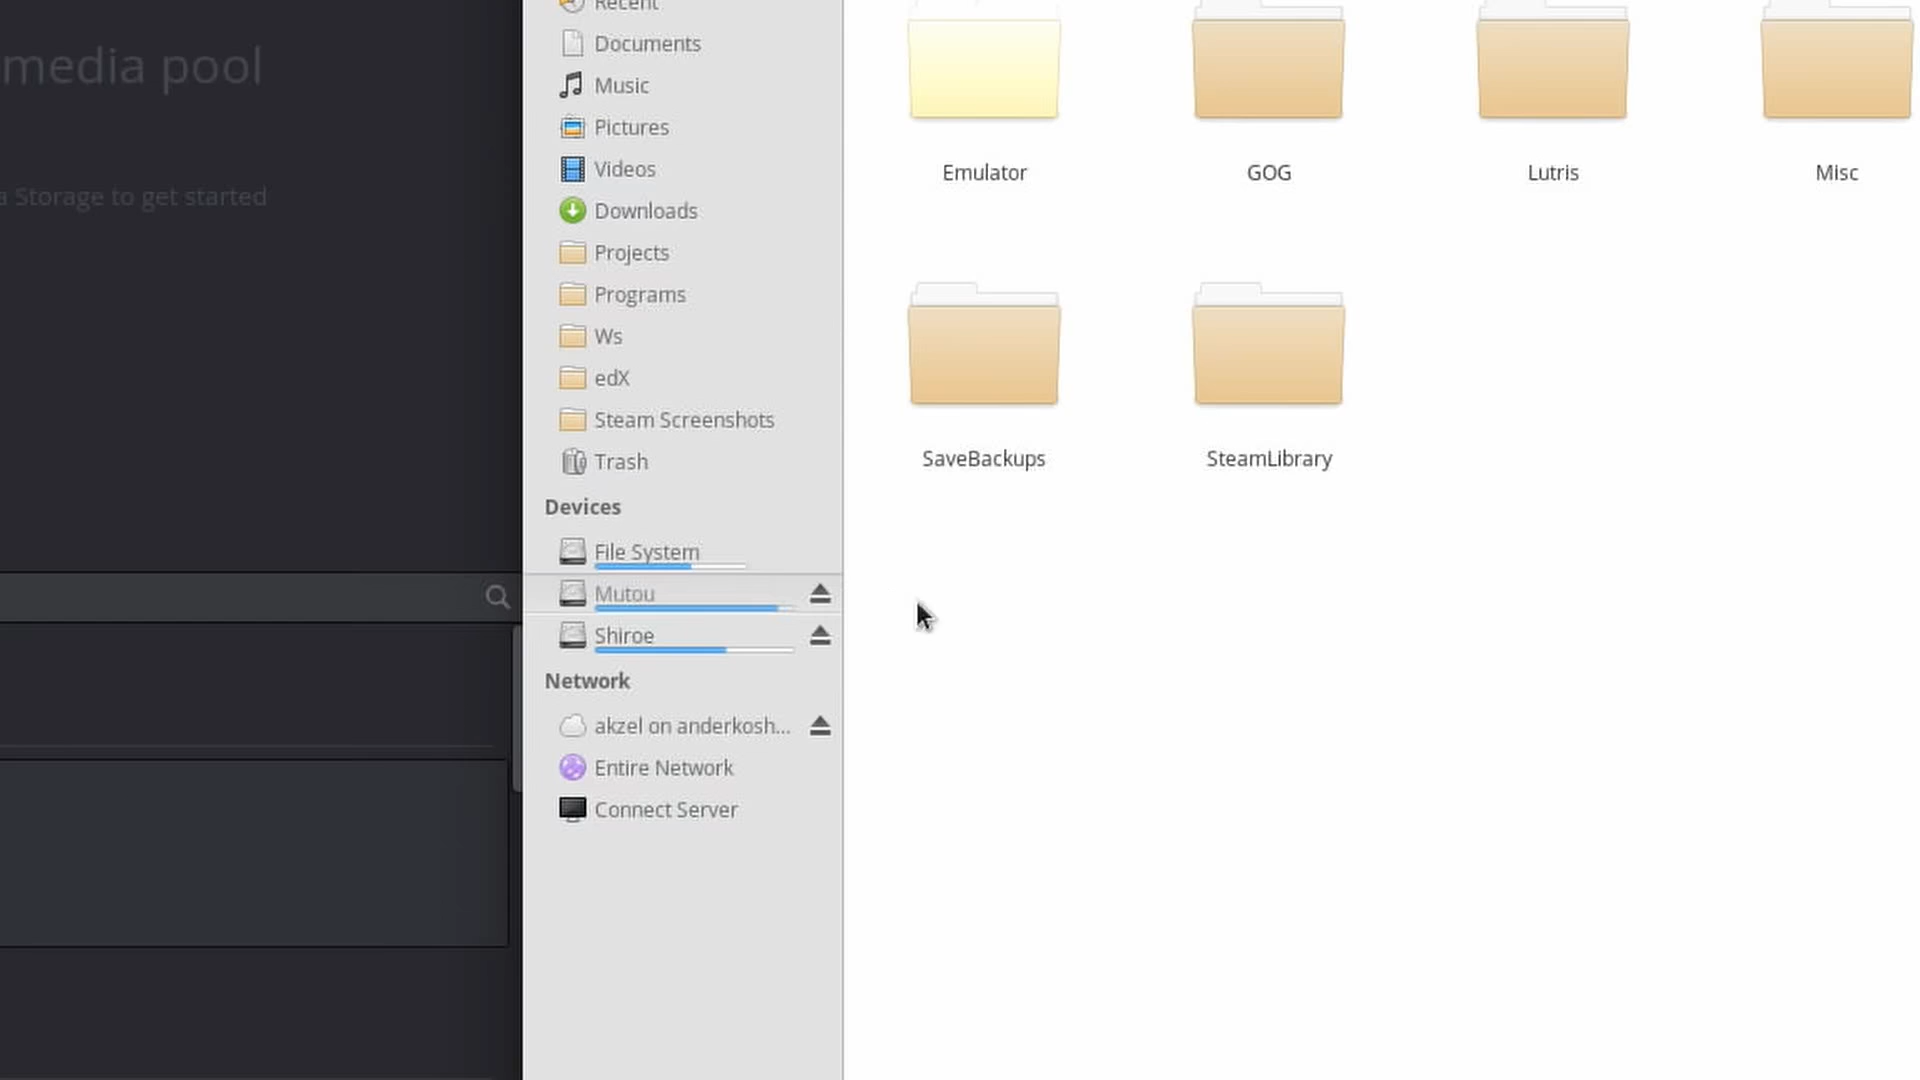 media pool
a Storage to get started
Recent
Documents
Music
Pictures
Videos
Downloads
Projects
Programs
Ws
edX
Steam Screenshots
Trash
Devices
File System
Mutou
Shiroe
Network
akzel on anderkosh...
Entire Network
Connect Server
Emulator
GOG
Lutris
Misc
SaveBackups
SteamLibrary